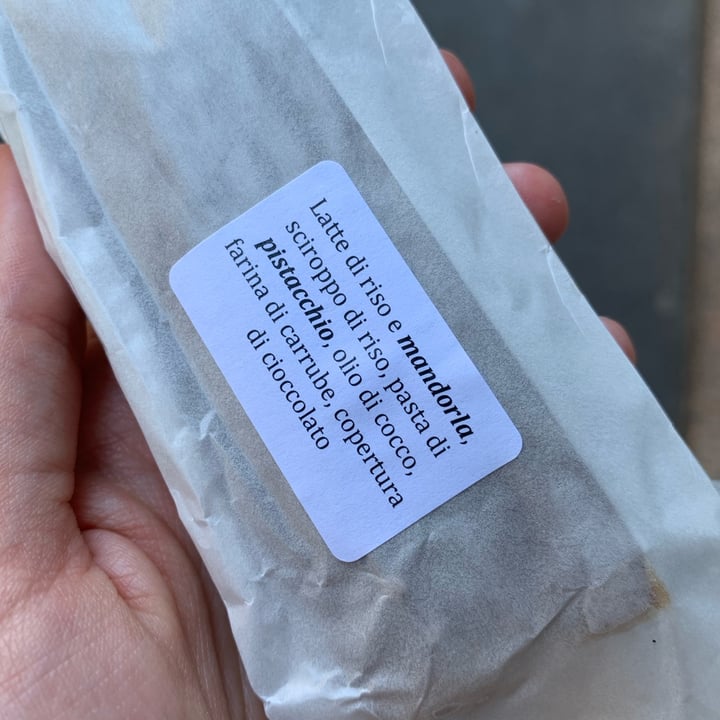 Latte di riso e mandorla,
sciroppo di riso, pasta di
pistacchio, olio di cocco,
farina di carrube, copertura
di cioccolato